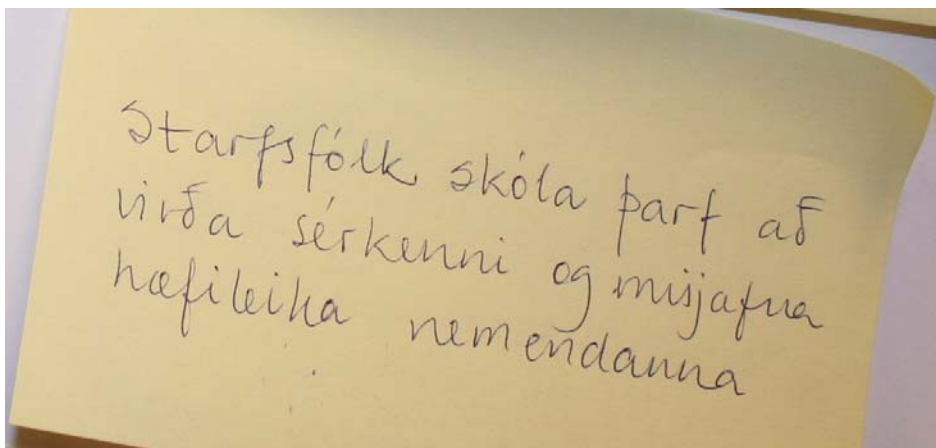 Starfsfólk skóla þarf að
virða sérkenni og misjafna
hæfileika nemendanna